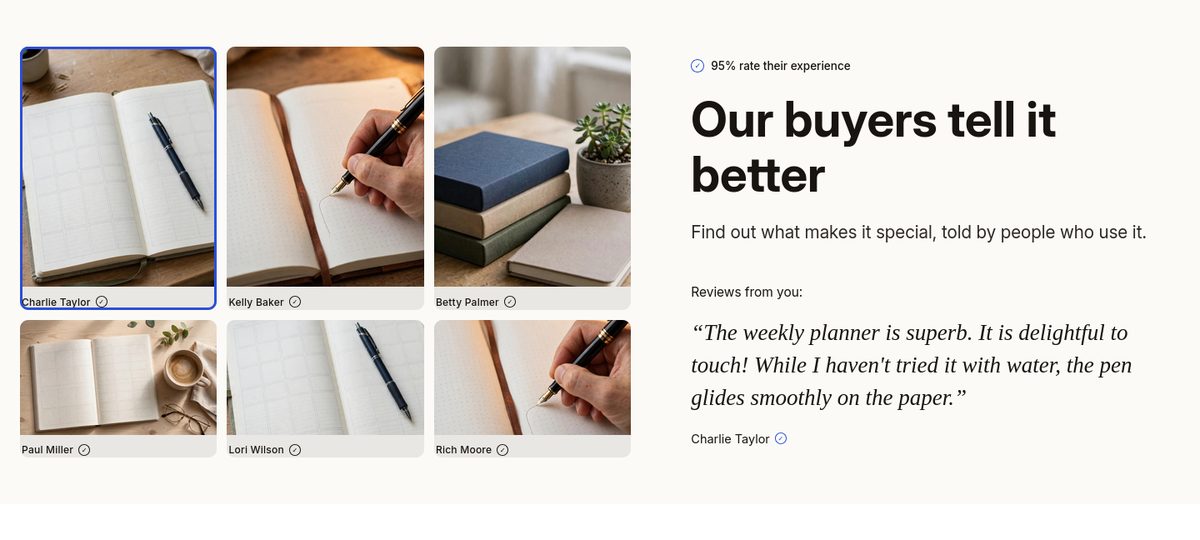 Charlie Taylor
Kelly Baker
Betty Palmer
Paul Miller
Lori Wilson
Rich Moore
95% rate their experience
Our buyers tell it
better
Find out what makes it special, told by people who use it.
Reviews from you:
“The weekly planner is superb. It is delightful to
touch! While I haven't tried it with water, the pen
glides smoothly on the paper.”
Charlie Taylor